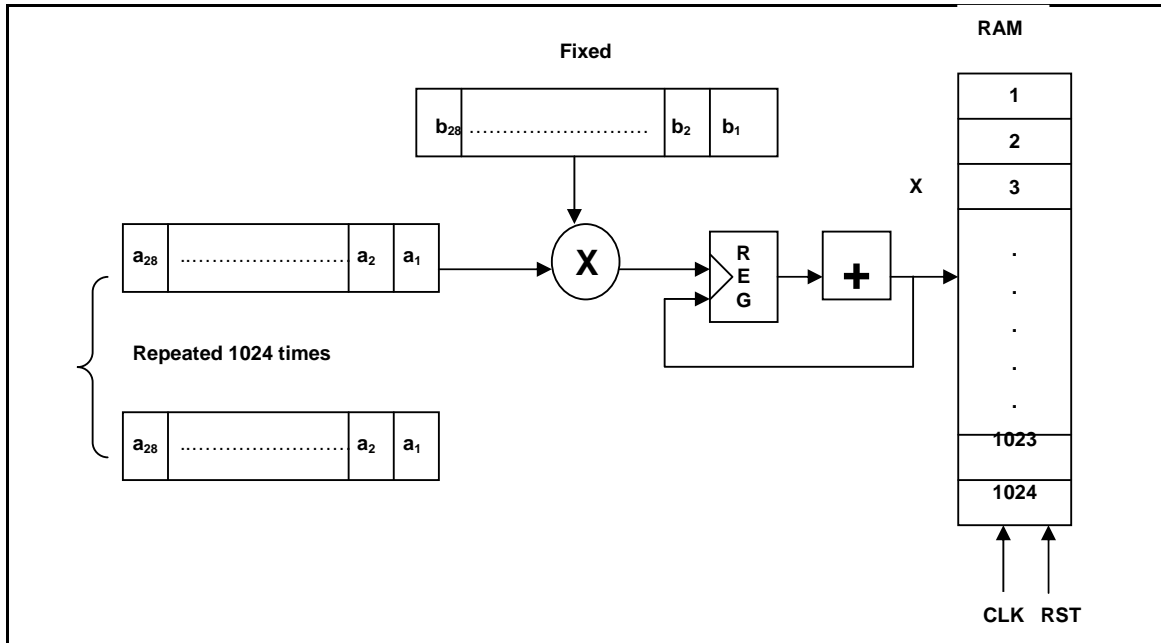 RAM
Fixed
1
b28 ............................ b2 b1
2
X
3
a28 ............................ a2 a1
X
R
E
G
+
.
.
.
.
.
Repeated 1024 times
a28 ............................ a2 a1
1023
1024
CLK RST